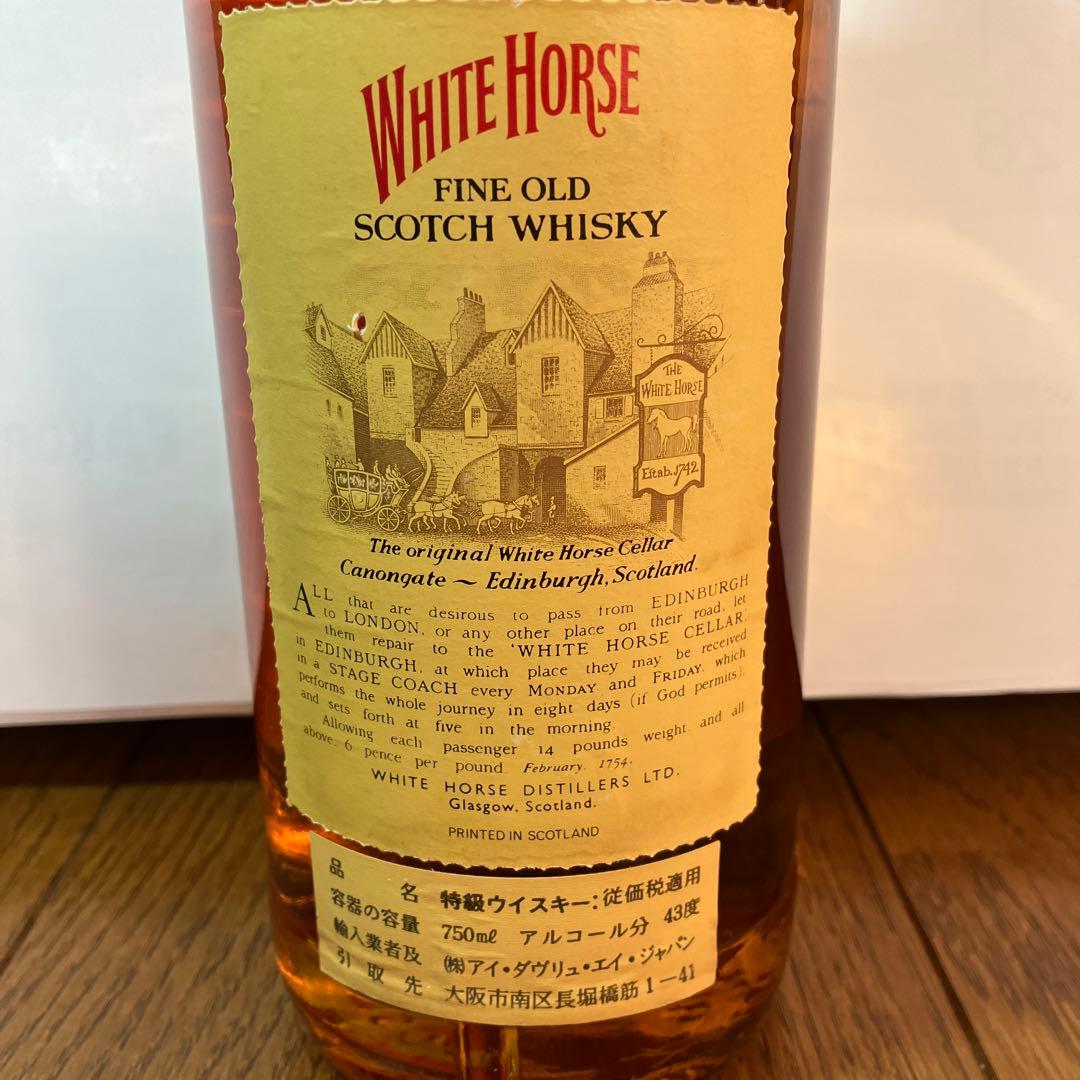 WHITE HORSE
FINE OLD
SCOTCH WHISKY
THE
WHITE HORSE
Estab. 1742
The original White Horse Cellar
Canongate ~ Edinburgh, Scotland.
ALL that are desirous to pass from EDINBURGH
to LONDON, or any other place on their road, let
them repair to the 'WHITE HORSE CELLAR'
in EDINBURGH, at which place they may be received
in a STAGE COACH every MONDAY and FRIDAY, which
performs the whole journey in eight days (if God permits),
and sets forth at five in the morning.
Allowing each passenger 14 pounds weight, and all
above, 6 pence per pound. February, 1754.
WHITE HORSE DISTILLERS LTD.
Glasgow, Scotland.
PRINTED IN SCOTLAND
品名 特級ウイスキー:従価税適用
容器の容量 750mℓ アルコール分 43度
輸入業者及 ㈱アイ・ダヴリュ・エイ・ジャパン
引取先 大阪市南区長堀橋筋1-41